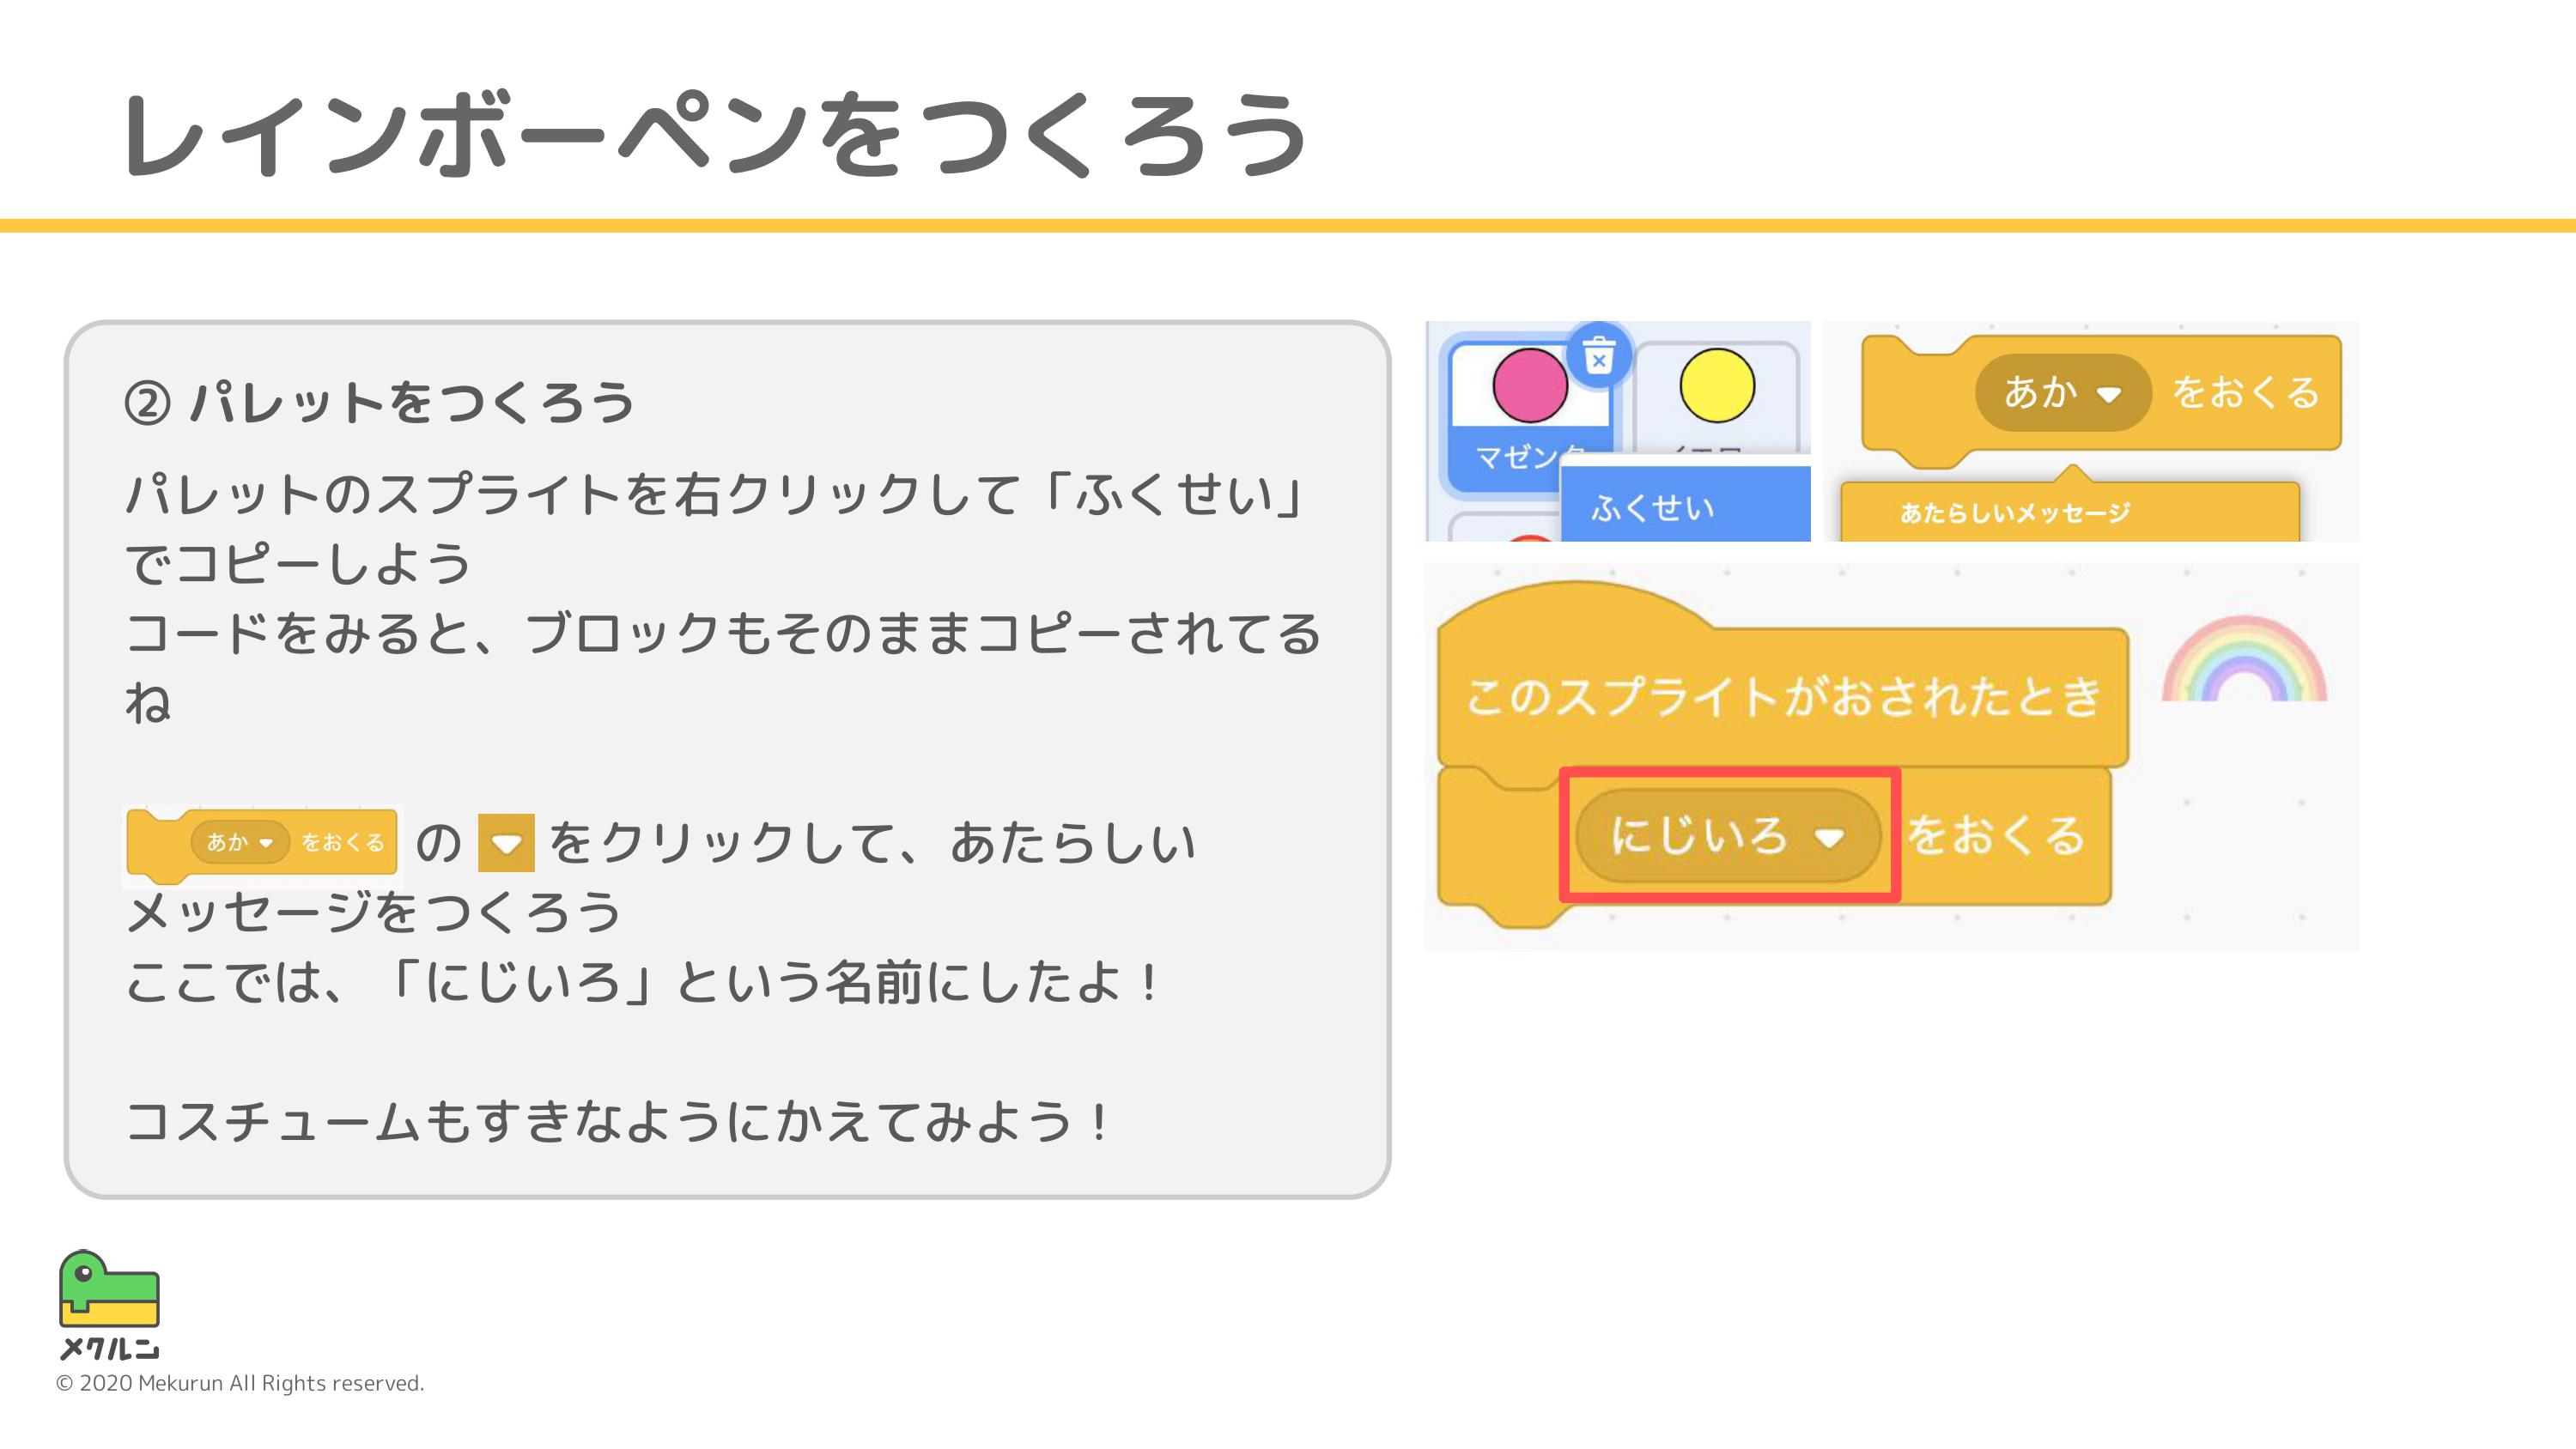 レインボーペンをつくろう
② パレットをつくろう
パレットのスプライトを右クリックして「ふくせい」
でコピーしよう
コードをみると、ブロックもそのままコピーされてる
ね
あか をおくる の をクリックして、あたらしい
メッセージをつくろう
ここでは、「にじいろ」という名前にしたよ！
コスチュームもすきなようにかえてみよう！
ふくせい
あか をおくる
あたらしいメッセージ
このスプライトがおされたとき
にじいろ をおくる
メクルン
© 2020 Mekurun All Rights reserved.